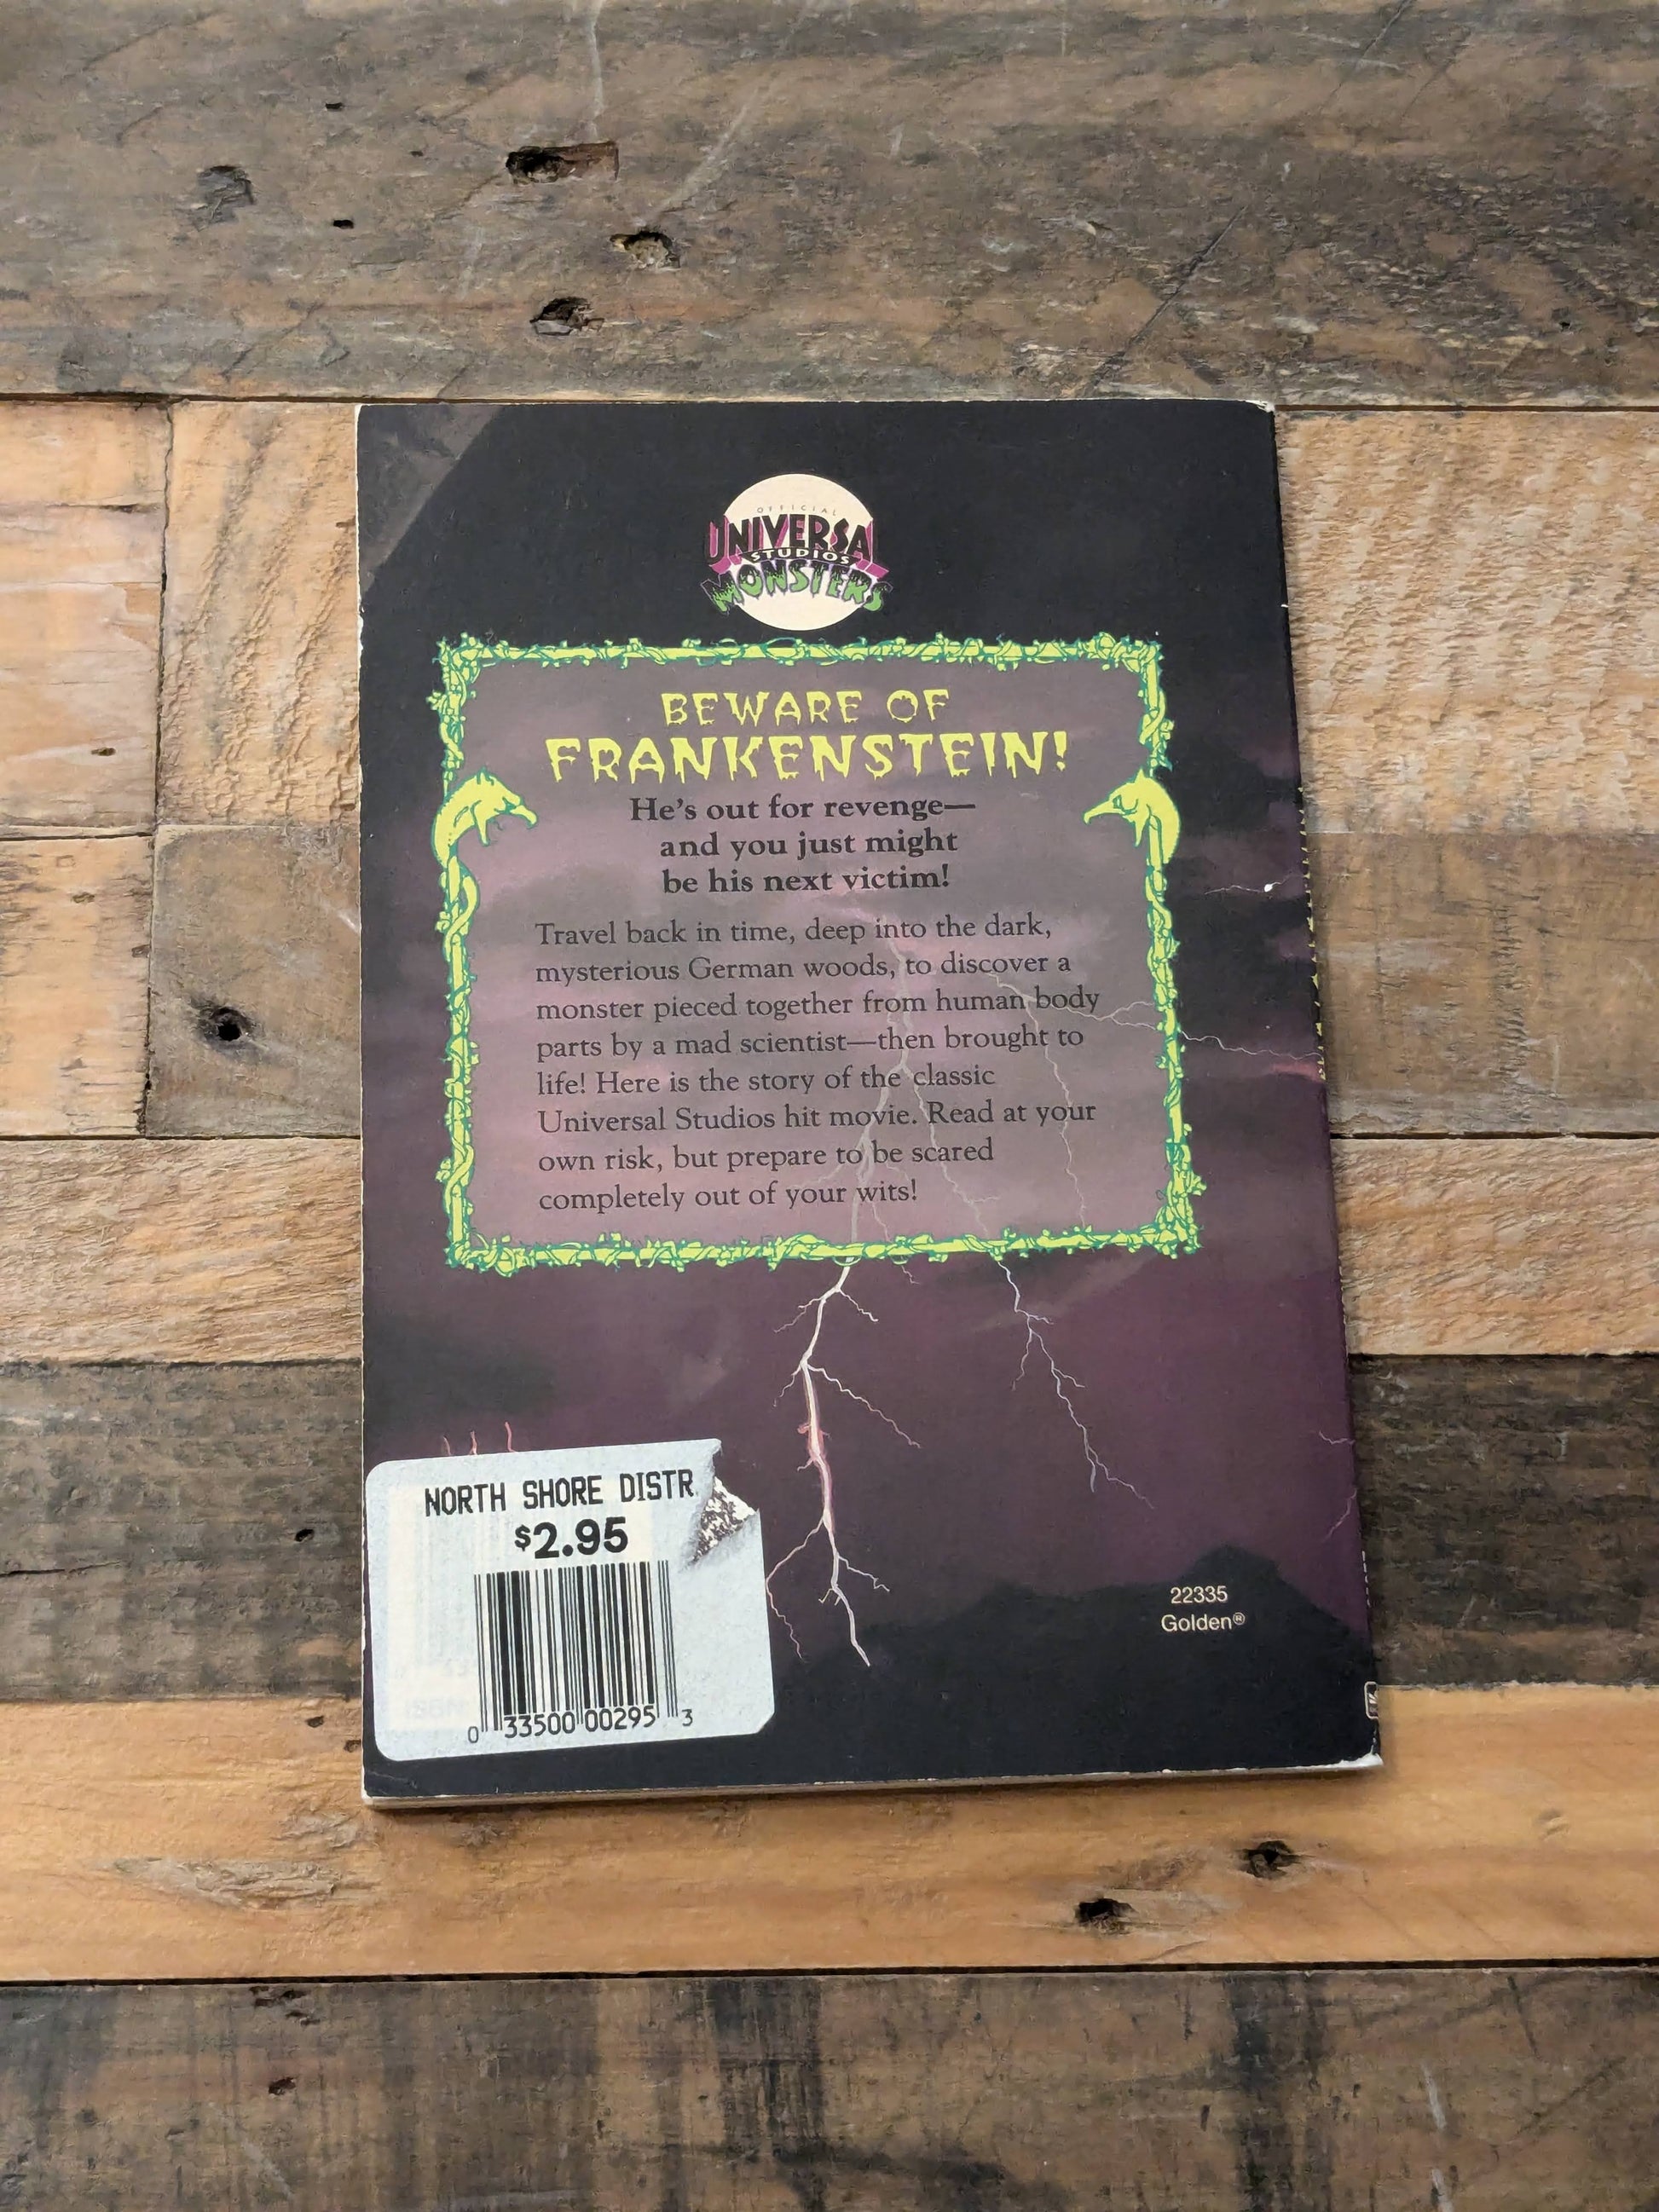 OFFICIAL
UNIVERSAL
STUDIOS
MONSTERS
BEWARE OF
FRANKENSTEIN!
He's out for revenge—
and you just might
be his next victim!
Travel back in time, deep into the dark,
mysterious German woods, to discover a
monster pieced together from human body
parts by a mad scientist—then brought to
life! Here is the story of the classic
Universal Studios hit movie. Read at your
own risk, but prepare to be scared
completely out of your wits!
NORTH SHORE DISTR
$2.95
0 33500 00295 3
22335
Golden®